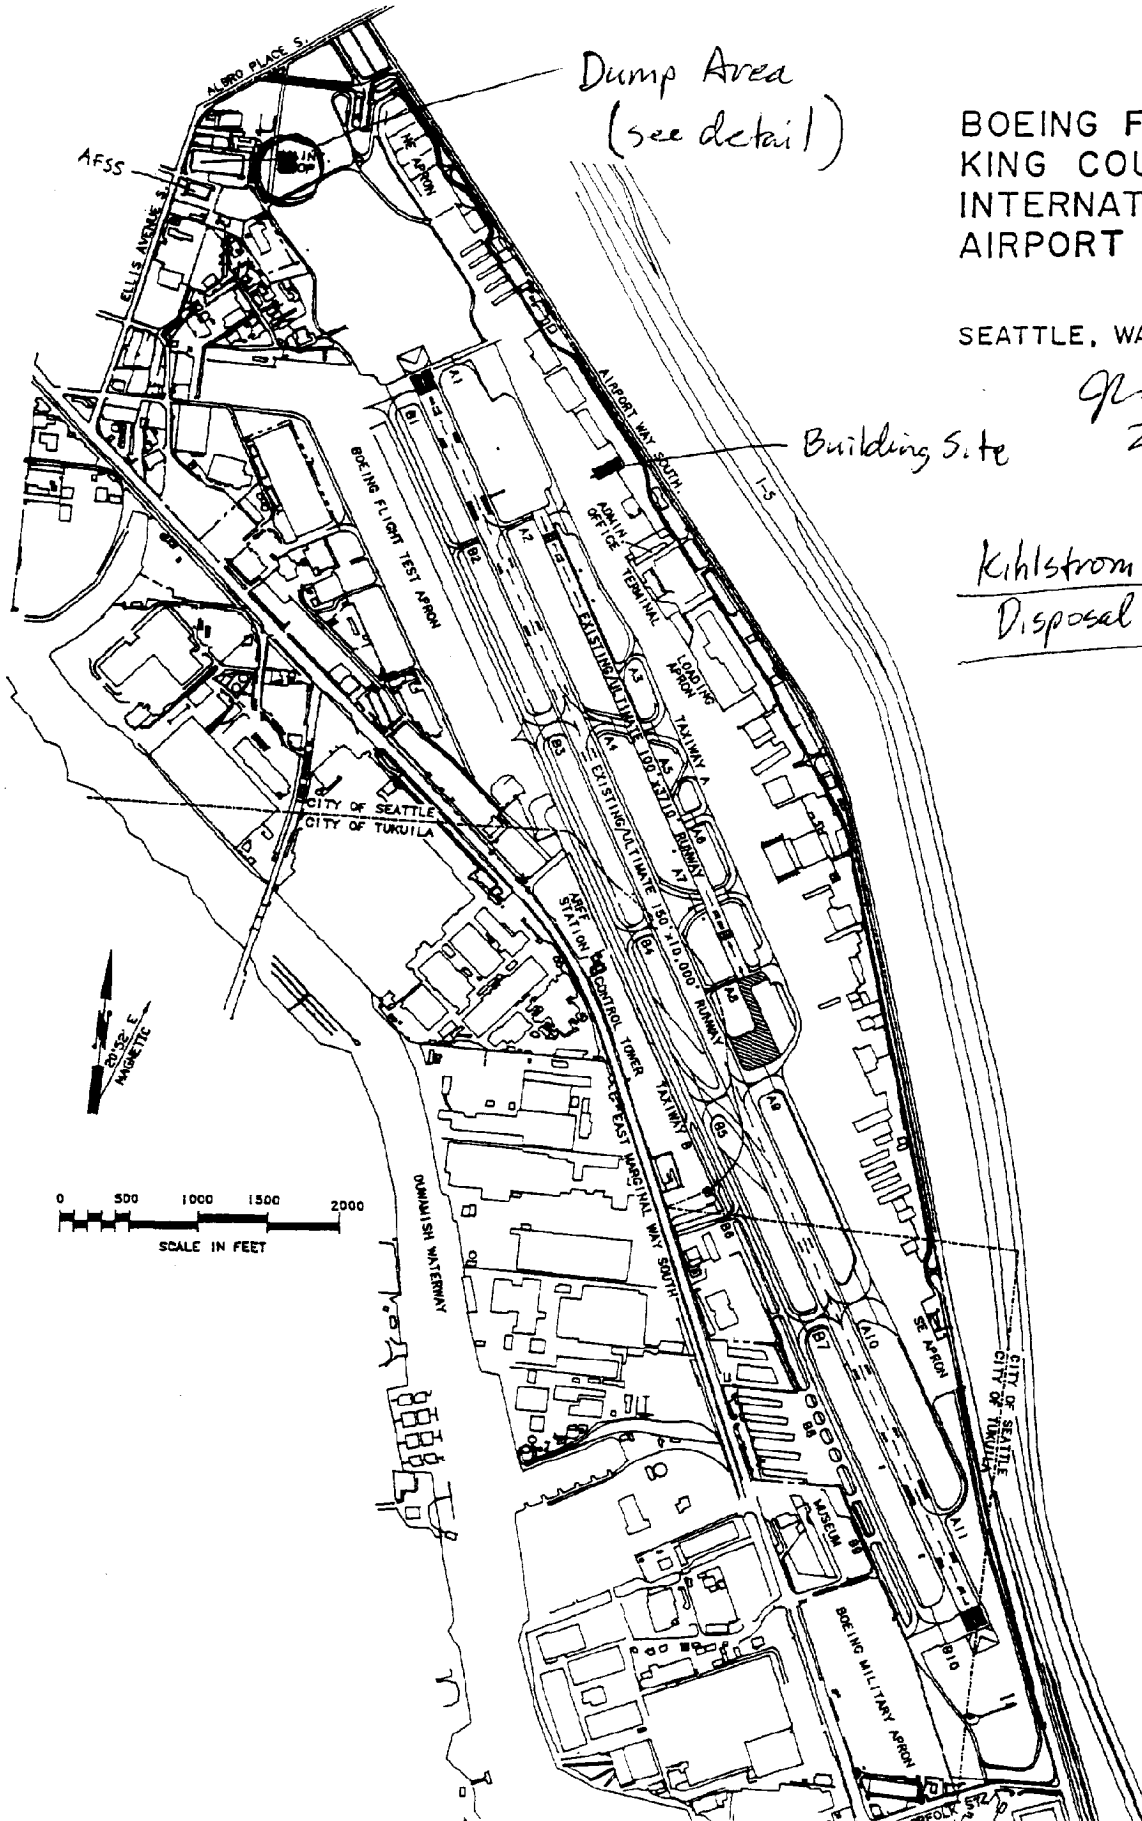 ALBRO PLACE S.
Dump Area
(see detail)
BOEING F
KING COU
INTERNAT
AIRPORT
SEATTLE, WA
AFSS
NE APRON
ELLIS AVENUE S.
AIRPORT WAY SOUTH
Building Site
I-5
Kihlstrom
Disposal
A1
B1
BOEING FLIGHT TEST APRON
ADMIN.
OFFICE
TERMINAL
A2
B2
LOADING
APRON
A3
TAXIWAY A
EXISTING/ULTIMATE 100'x3710' RUNWAY
A4
A5
B3
A6
EXISTING/ULTIMATE 150'x10,000' RUNWAY
A7
CITY OF SEATTLE
CITY OF TUKUILA
ARFF
STATION
B4
CONTROL TOWER
A8
20°52' E
MAGNETIC
TAXIWAY B
A9
B5
EAST MARGINAL WAY SOUTH
DUWAMISH WATERWAY
0 500 1000 1500 2000
SCALE IN FEET
B6
B7
A10
SE APRON
CITY OF SEATTLE
CITY OF TUKUILA
B8
MUSEUM
B9
A11
BOEING MILITARY APRON
B10